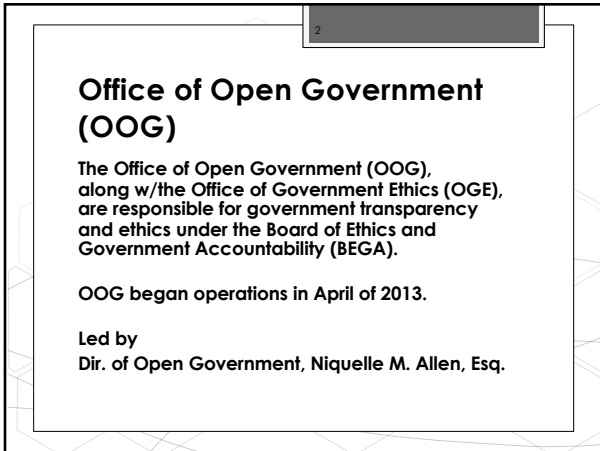 2
Office of Open Government
(OOG)
The Office of Open Government (OOG),
along w/the Office of Government Ethics (OGE),
are responsible for government transparency
and ethics under the Board of Ethics and
Government Accountability (BEGA).
OOG began operations in April of 2013.
Led by
Dir. of Open Government, Niquelle M. Allen, Esq.